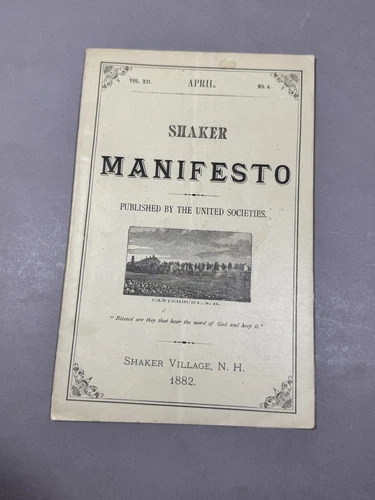 VOL. XII. APRIL. NO. 4.
SHAKER
MANIFESTO
PUBLISHED BY THE UNITED SOCIETIES.
CANTERBURY, N. H.
"Blessed are they that hear the word of God and keep it."
SHAKER VILLAGE, N. H.
1882.